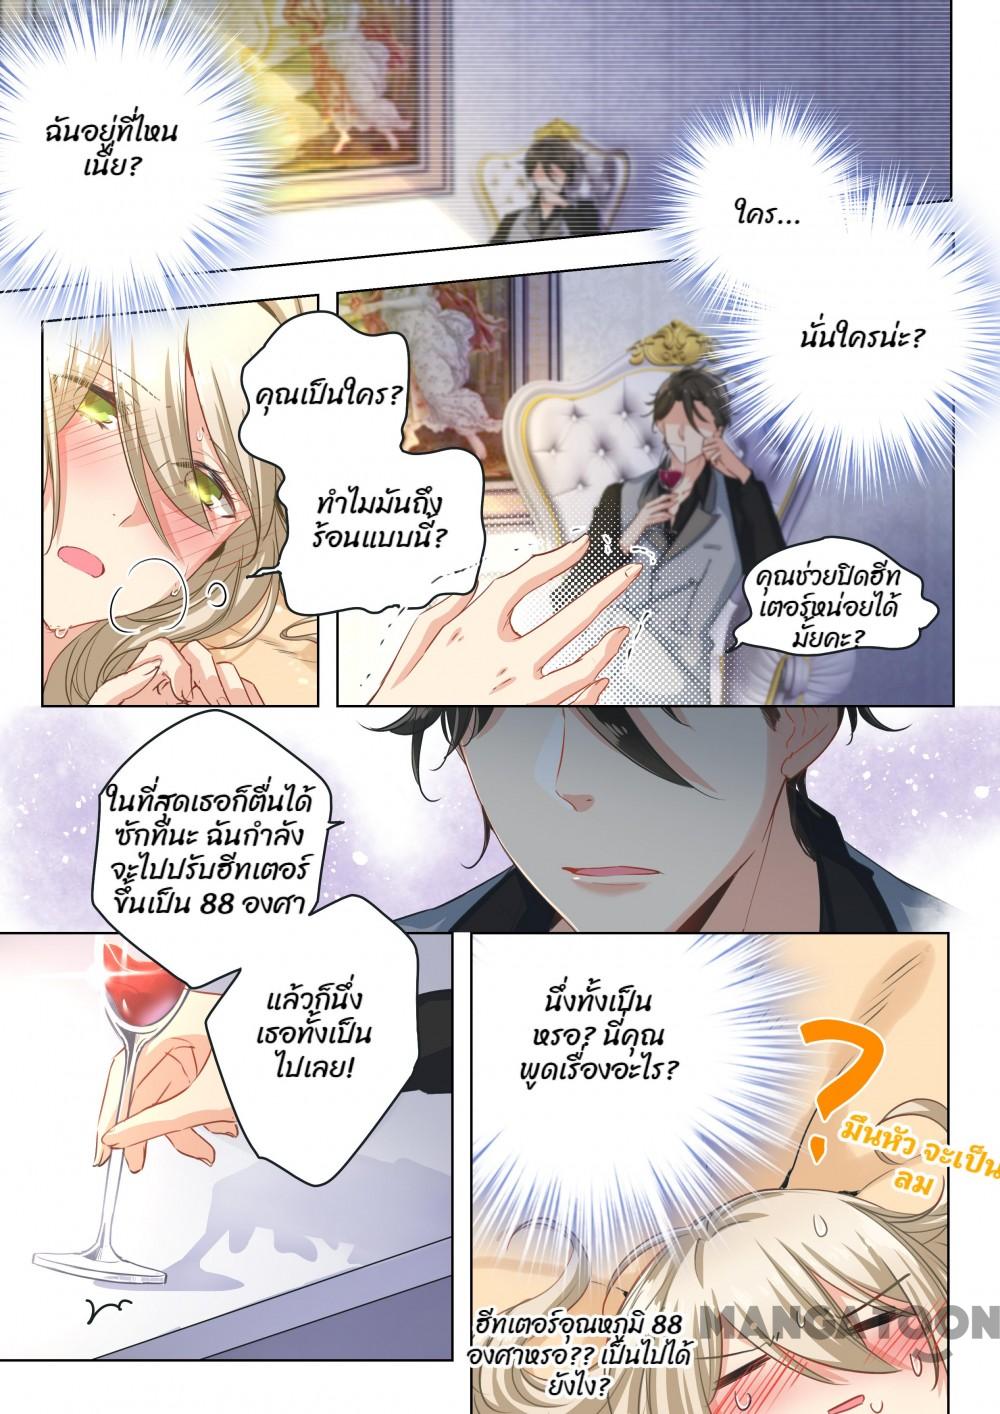 ฉันอยู่ที่ไหน
เนี่ย?
ใคร...
นั่นใครน่ะ?
คุณเป็นใคร?
ทำไมมันถึง
ร้อนแบบนี้?
คุณช่วยปิดฮีท
เตอร์หน่อยได้
มั้ยคะ?
ในที่สุดเธอก็ตื่นได้
ซักทีนะ ฉันกำลัง
จะไปปรับฮีทเตอร์
ขึ้นเป็น 88 องศา
แล้วก็นึ่ง
เธอทั้งเป็น
ไปเลย!
นึ่งทั้งเป็น
หรอ? นี่คุณ
พูดเรื่องอะไร?
?
มึนหัว จะเป็น
ลม
ฮีทเตอร์อุณหภูมิ 88
องศาหรอ?? เป็นไปได้
ยังไง?
MANGATOON